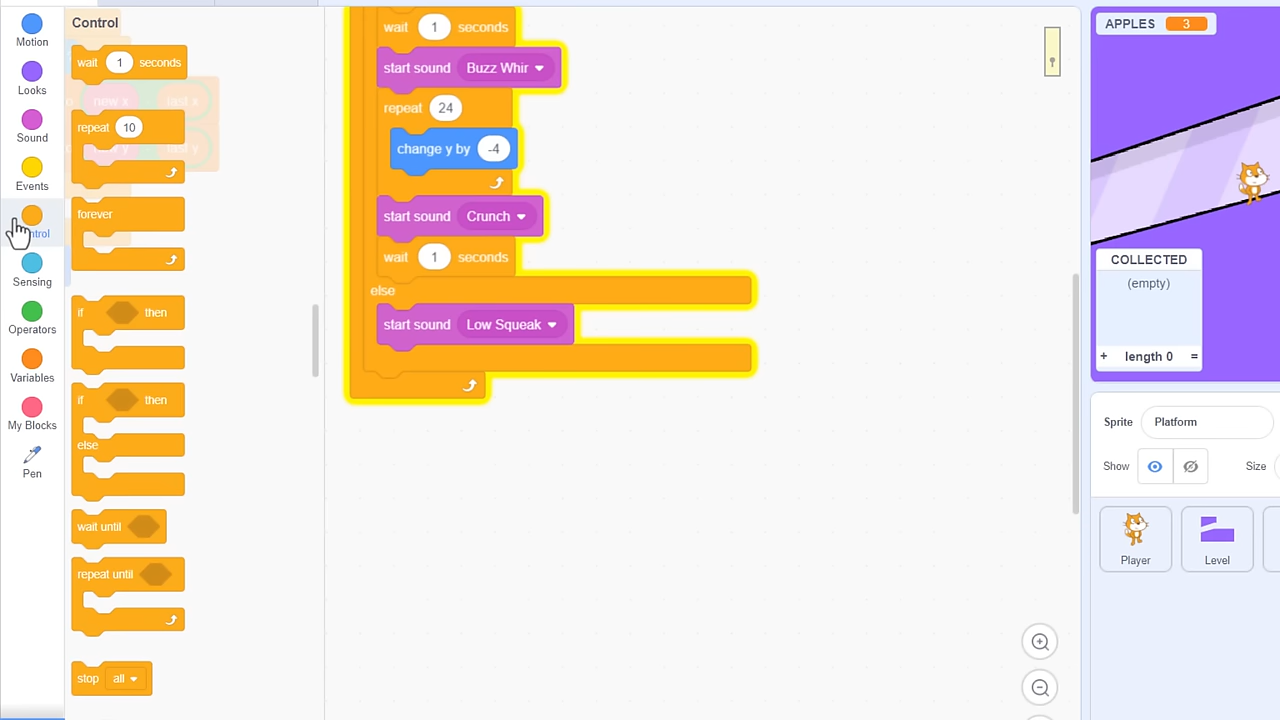 Motion
Looks
Sound
Events
Control
Sensing
Operators
Variables
My Blocks
Pen
Control
wait 1 seconds
new x - last x
repeat 10
last y
forever
if then
if then
else
wait until
repeat until
stop all
wait 1 seconds
start sound Buzz Whir
repeat 24
change y by -4
start sound Crunch
wait 1 seconds
else
start sound Low Squeak
APPLES 3
COLLECTED
(empty)
+ length 0 =
Sprite Platform
Show Size
Player
Level